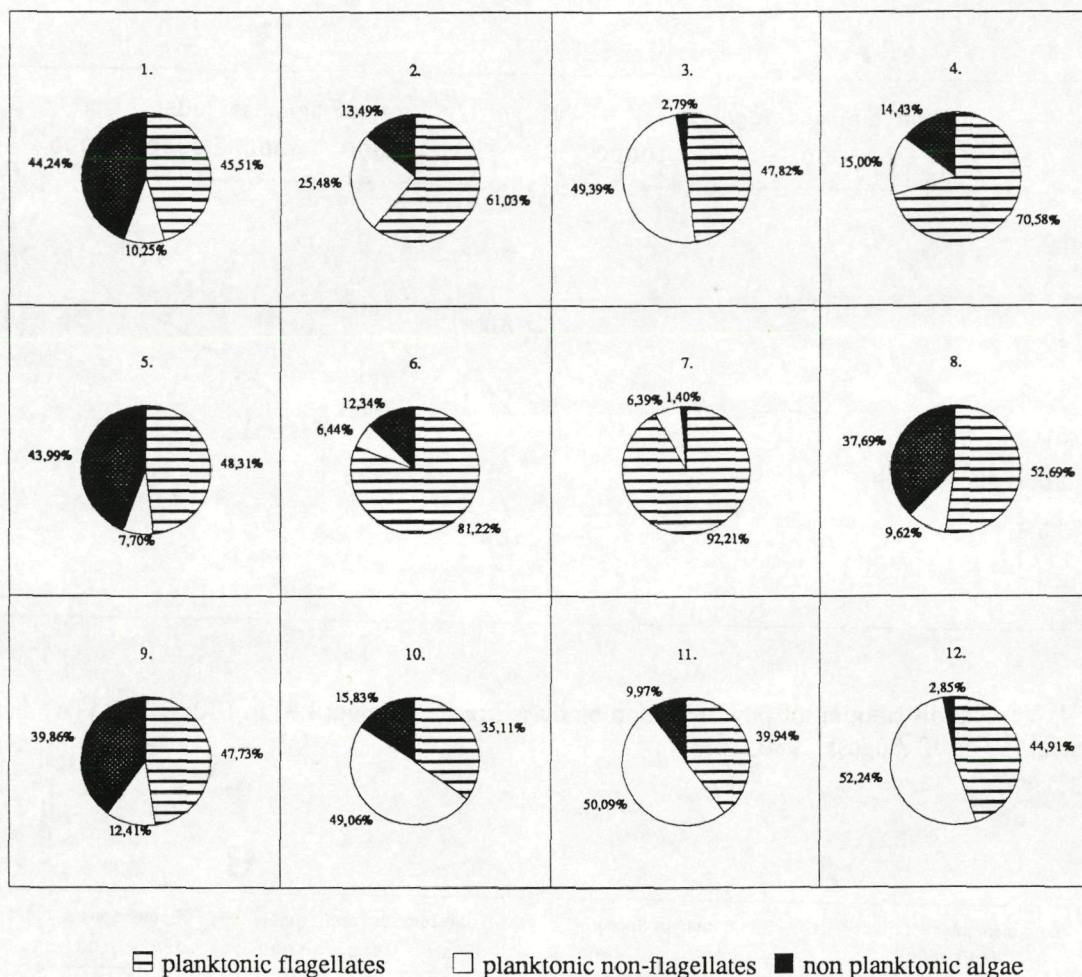 1. 2. 3. 4.
44,24% 45,51% 10,25%
13,49% 25,48% 61,03%
2,79% 49,39% 47,82%
14,43% 15,00% 70,58%
5. 6. 7. 8.
43,99% 48,31% 7,70%
12,34% 6,44% 81,22%
6,39% 1,40% 92,21%
37,69% 52,69% 9,62%
9. 10. 11. 12.
39,86% 47,73% 12,41%
15,83% 35,11% 49,06%
9,97% 39,94% 50,09%
2,85% 44,91% 52,24%
planktonic flagellates planktonic non-flagellates non planktonic algae